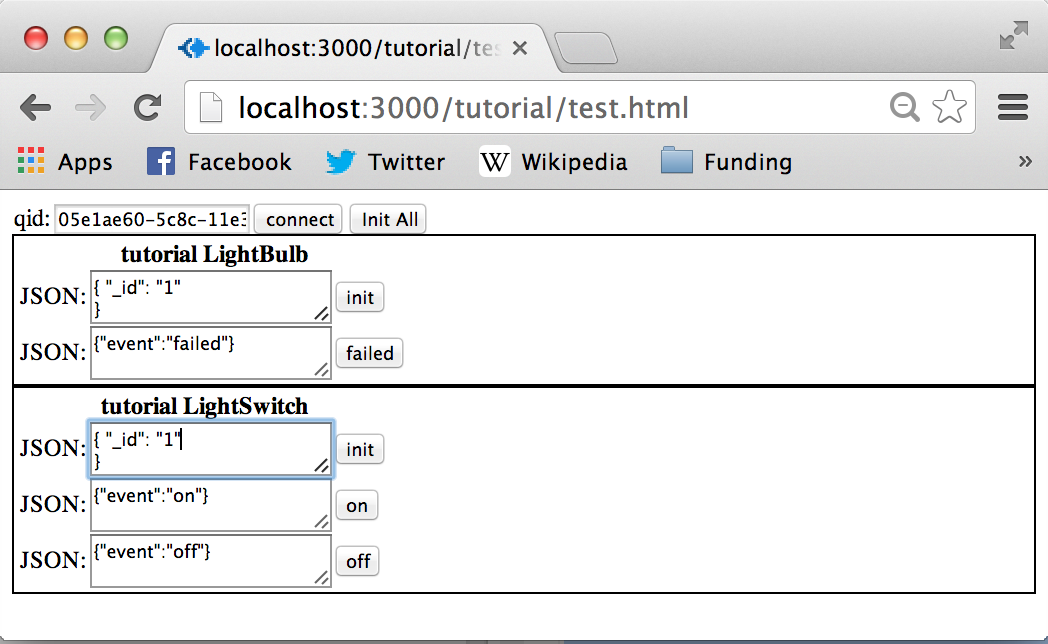 localhost:3000/tutorial/tes
localhost:3000/tutorial/test.html
Apps Facebook Twitter W Wikipedia Funding »
qid: 05e1ae60-5c8c-11e3 connect Init All
tutorial LightBulb
JSON: { "_id": "1"
} init
JSON: {"event":"failed"} failed
tutorial LightSwitch
JSON: { "_id": "1"
} init
JSON: {"event":"on"} on
JSON: {"event":"off"} off